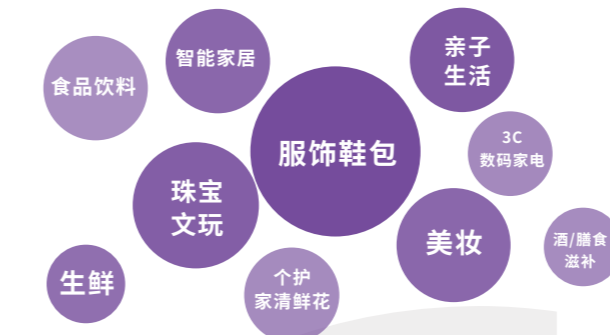 食品饮料
智能家居
亲子
生活
服饰鞋包
3C
数码家电
珠宝
文玩
美妆
酒/膳食
滋补
生鲜
个护
家清鲜花